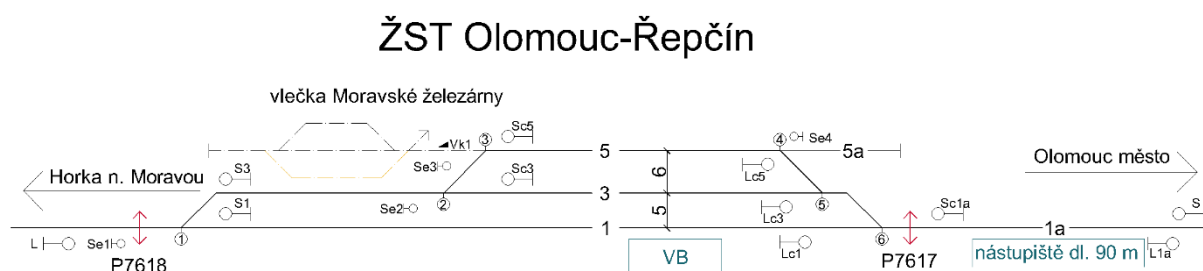 ŽST Olomouc-Řepčín
vlečka Moravské železárny
Vk1
3
Sc5
4
Se4
Horka n. Moravou
S3
Se3
Sc3
5
5a
Olomouc město
Lc5
6
S1
Se2
2
3
Lc3
5
5
Sc1a
S
L
Se1
1
1
Lc1
6
1a
L1a
P7618
VB
P7617
nástupiště dl. 90 m